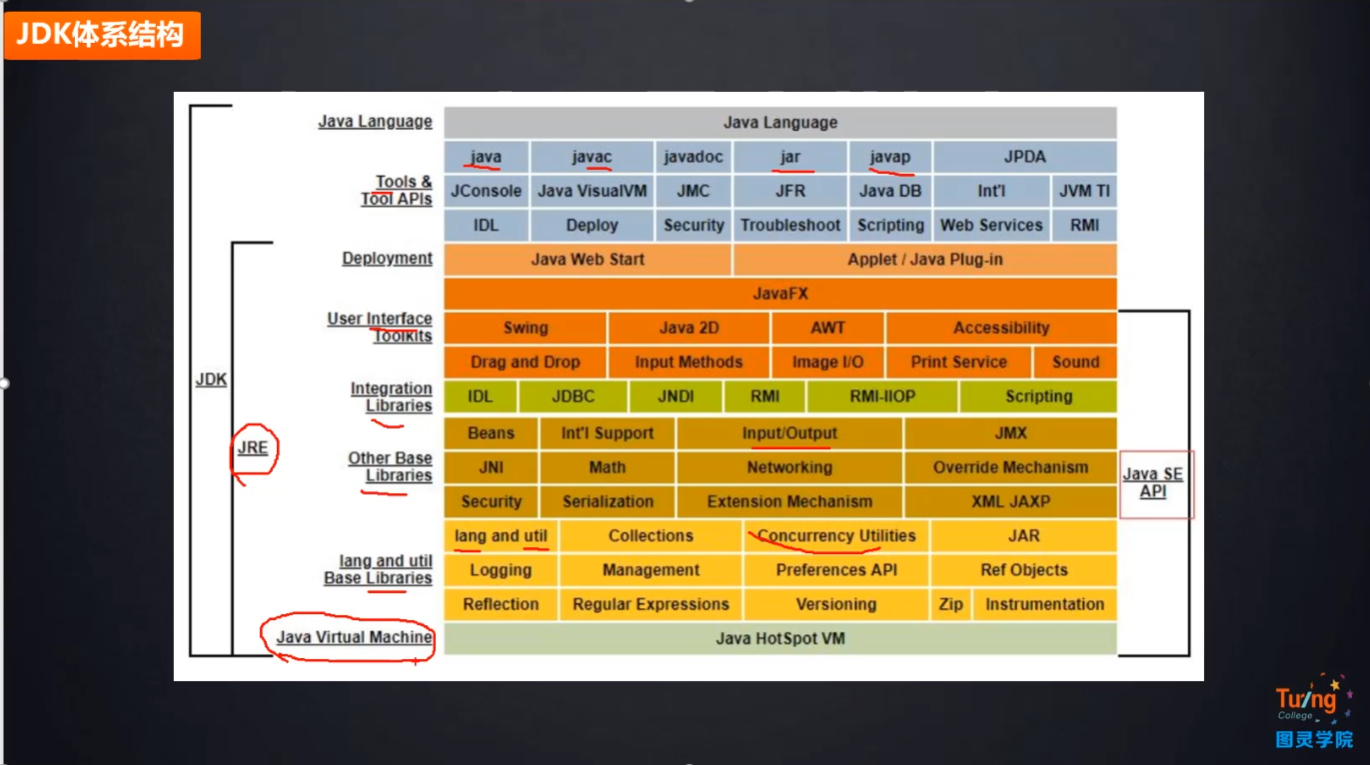 JDK体系结构
Java Language
Java Language
java javac javadoc jar javap JPDA
Tools &
Tool APIs
JConsole Java VisualVM JMC JFR Java DB Int'l JVM TI
IDL Deploy Security Troubleshoot Scripting Web Services RMI
Deployment
Java Web Start Applet / Java Plug-in
JavaFX
User Interface
Toolkits
Swing Java 2D AWT Accessibility
Drag and Drop Input Methods Image I/O Print Service Sound
JDK
Integration
Libraries
IDL JDBC JNDI RMI RMI-IIOP Scripting
JRE
Other Base
Libraries
Beans Int'l Support Input/Output JMX
JNI Math Networking Override Mechanism
Security Serialization Extension Mechanism XML JAXP
Java SE
API
lang and util
Base Libraries
lang and util Collections Concurrency Utilities JAR
Logging Management Preferences API Ref Objects
Reflection Regular Expressions Versioning Zip Instrumentation
Java Virtual Machine
Java HotSpot VM
Turing
College
图灵学院